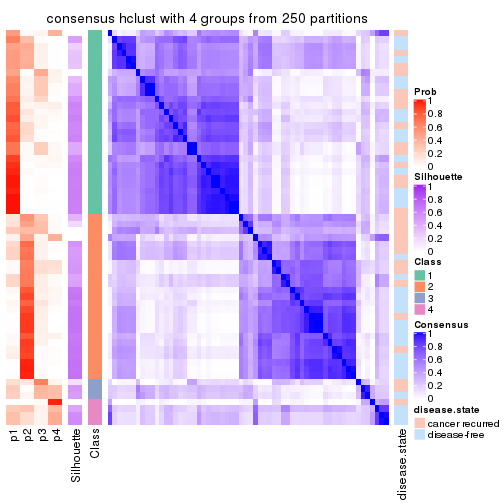 consensus hclust with 4 groups from 250 partitions
Prob
1
0.8
0.6
0.4
0.2
0
Silhouette
1
0.8
0.6
0.4
0.2
0
Class
1
2
3
4
Consensus
1
0.8
0.6
0.4
0.2
0
disease.state
cancer recurred
disease-free
p1
p2
p3
p4
Silhouette
Class
disease.state